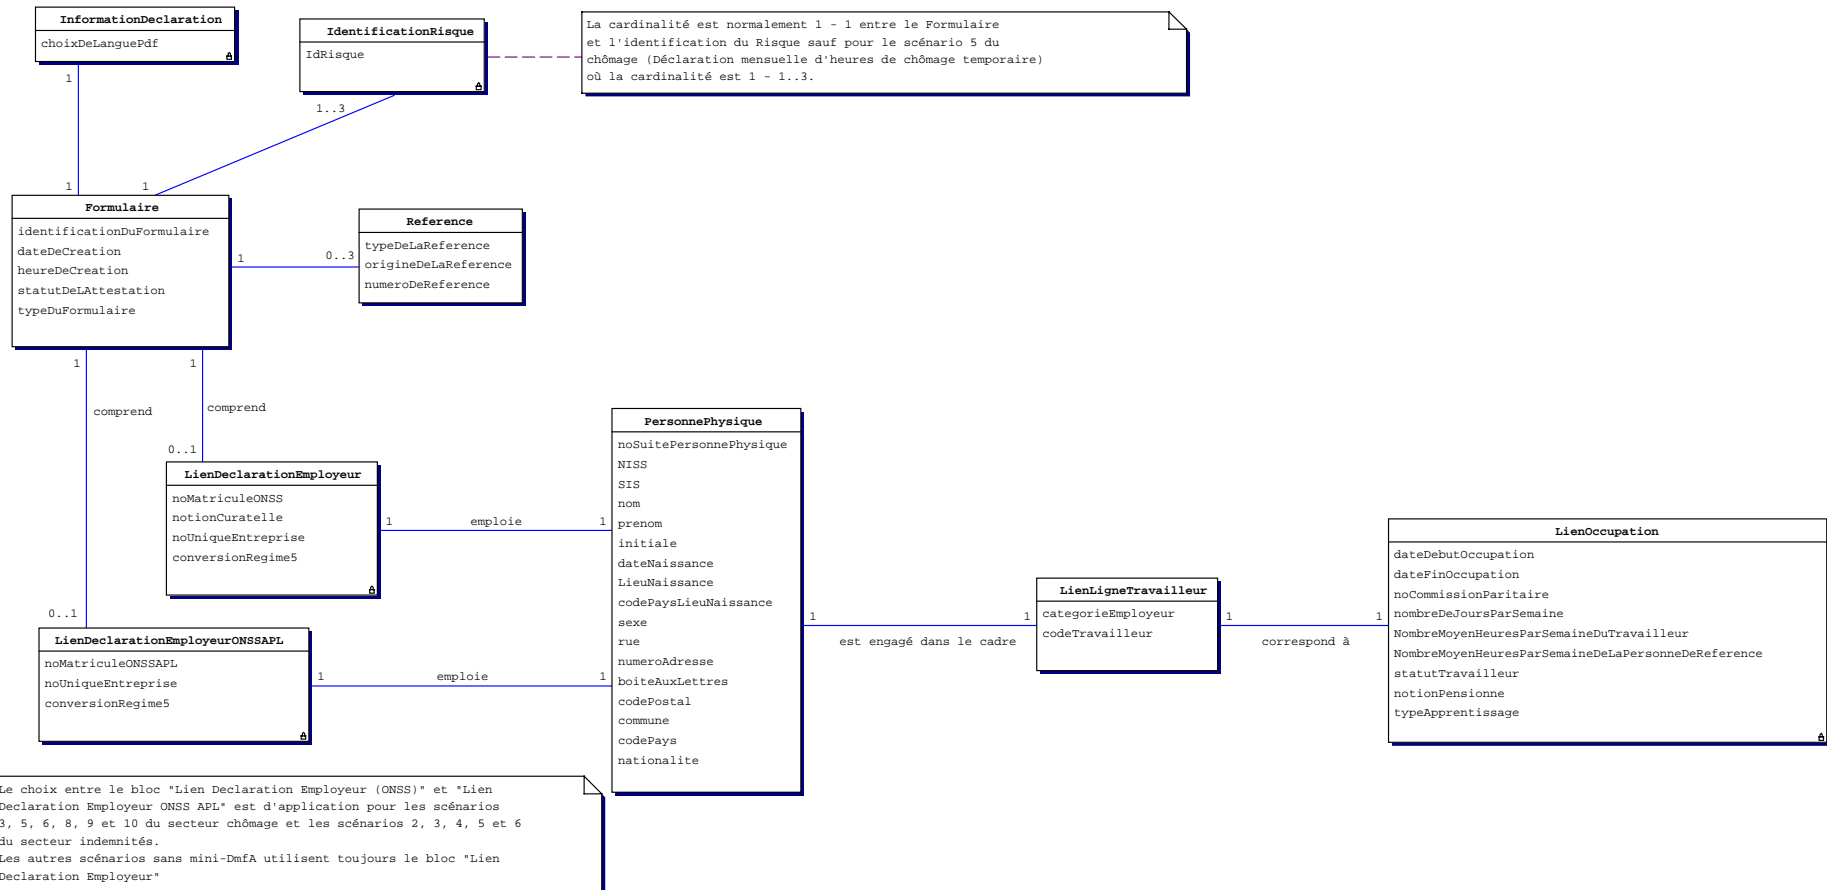 InformationDeclaration
choixDeLanguePdf
1
1
IdentificationRisque
IdRisque
1..3
1
La cardinalité est normalement 1 - 1 entre le Formulaire
et l'identification du Risque sauf pour le scénario 5 du
chômage (Déclaration mensuelle d'heures de chômage temporaire)
où la cardinalité est 1 - 1..3.
Formulaire
identificationDuFormulaire
dateDeCreation
heureDeCreation
statutDeLAttestation
typeDuFormulaire
1
0..3
Reference
typeDeLaReference
origineDeLaReference
numeroDeReference
1
comprend
0..1
1
comprend
0..1
LienDeclarationEmployeur
noMatriculeONSS
notionCuratelle
noUniqueEntreprise
conversionRegime5
1
emploie
1
LienDeclarationEmployeurONSSAPL
noMatriculeONSSAPL
noUniqueEntreprise
conversionRegime5
1
emploie
1
PersonnePhysique
noSuitePersonnePhysique
NISS
SIS
nom
prenom
initiale
dateNaissance
LieuNaissance
codePaysLieuNaissance
sexe
rue
numeroAdresse
boiteAuxLettres
codePostal
commune
codePays
nationalite
1
est engagé dans le cadre
1
LienLigneTravailleur
categorieEmployeur
codeTravailleur
1
correspond à
1
LienOccupation
dateDebutOccupation
dateFinOccupation
noCommissionParitaire
nombreDeJoursParSemaine
NombreMoyenHeuresParSemaineDuTravailleur
NombreMoyenHeuresParSemaineDeLaPersonneDeReference
statutTravailleur
notionPensionne
typeApprentissage
Le choix entre le bloc "Lien Declaration Employeur (ONSS)" et "Lien
Declaration Employeur ONSS APL" est d'application pour les scénarios
3, 5, 6, 8, 9 et 10 du secteur chômage et les scénarios 2, 3, 4, 5 et 6
du secteur indemnités.
Les autres scénarios sans mini-DmfA utilisent toujours le bloc "Lien
Declaration Employeur"